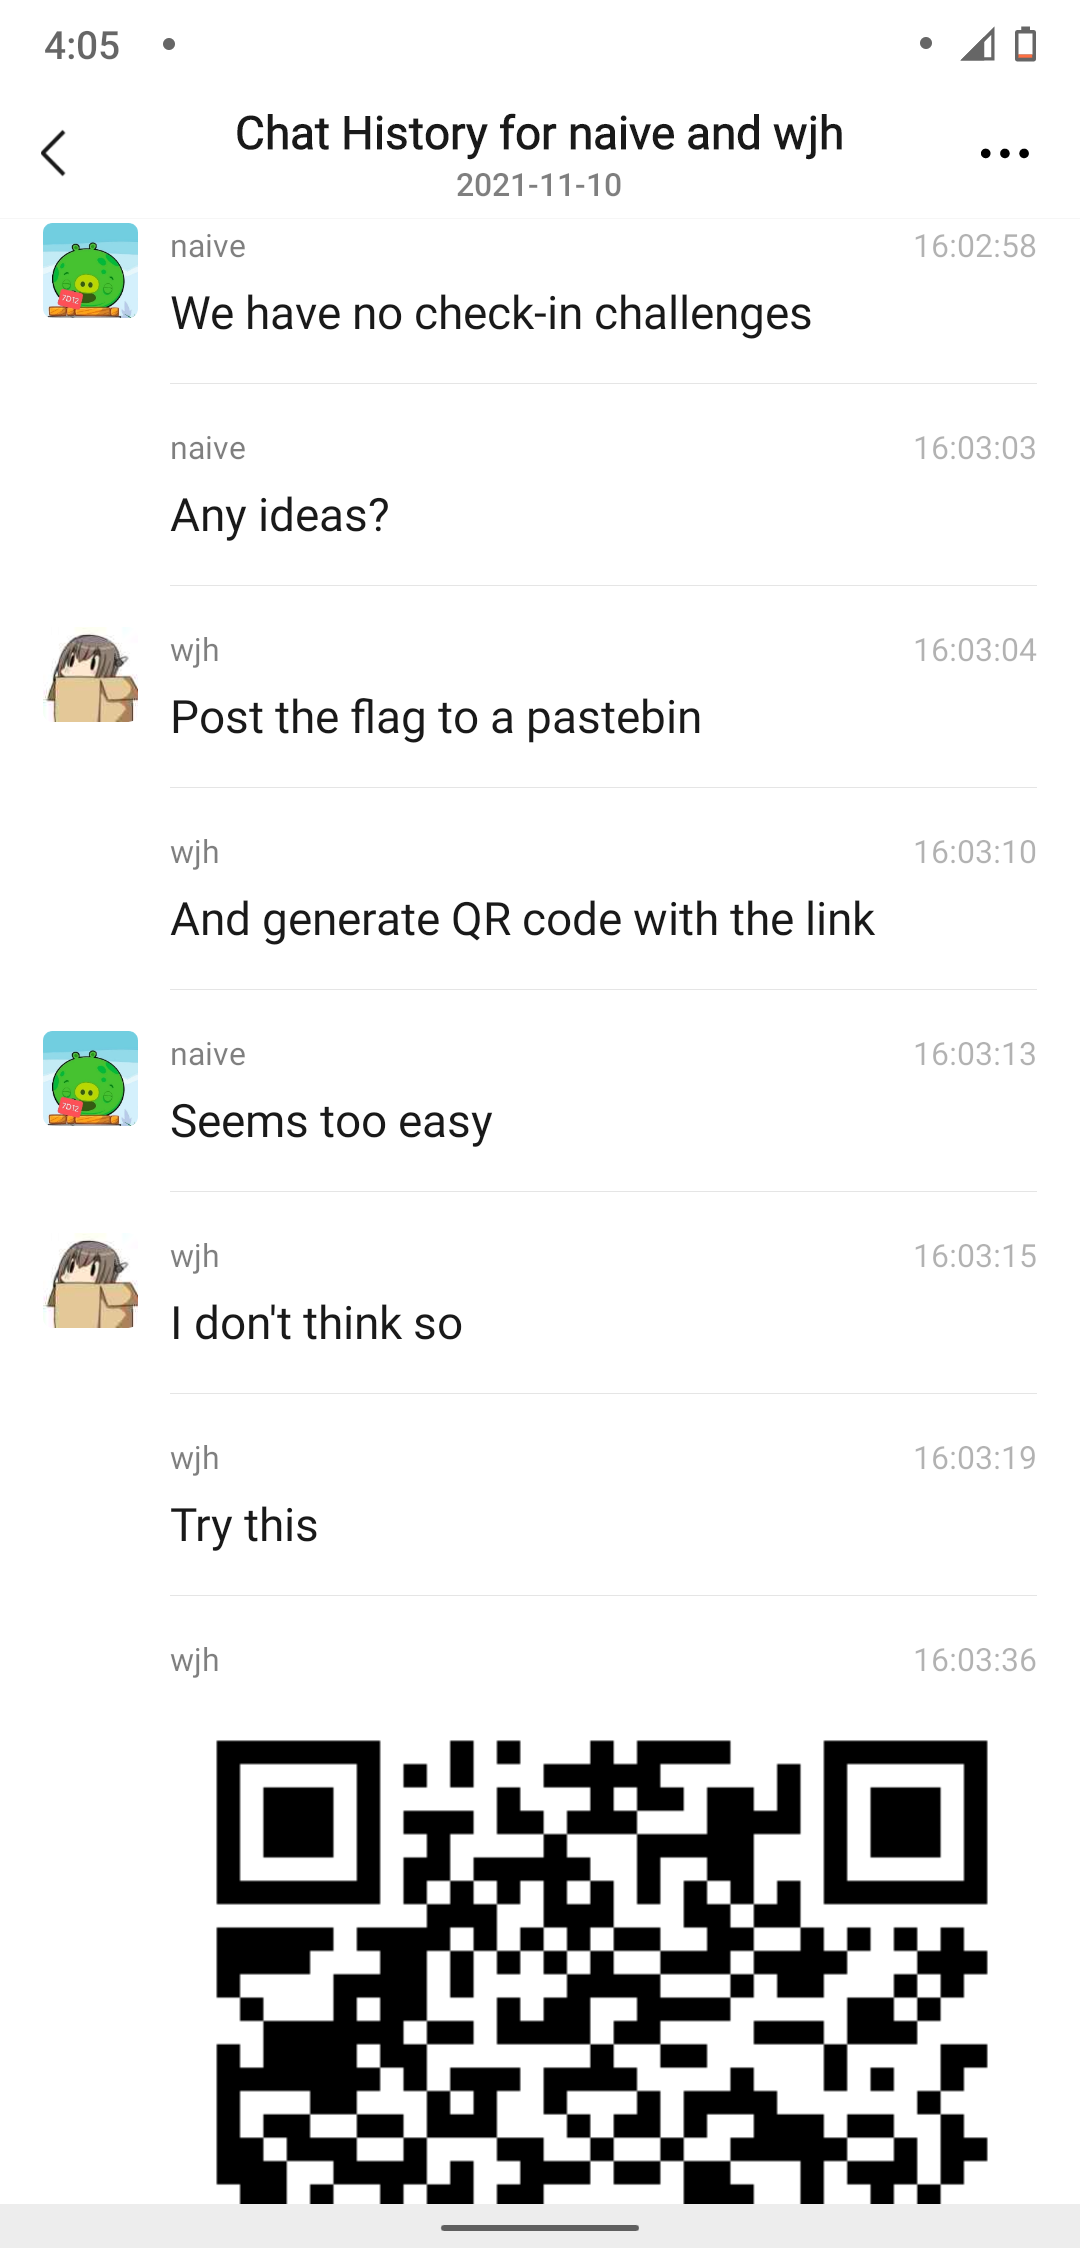 4:05
Chat History for naive and wjh
2021-11-10
naive 16:02:58
We have no check-in challenges
naive 16:03:03
Any ideas?
wjh 16:03:04
Post the flag to a pastebin
wjh 16:03:10
And generate QR code with the link
naive 16:03:13
Seems too easy
wjh 16:03:15
I don't think so
wjh 16:03:19
Try this
wjh 16:03:36